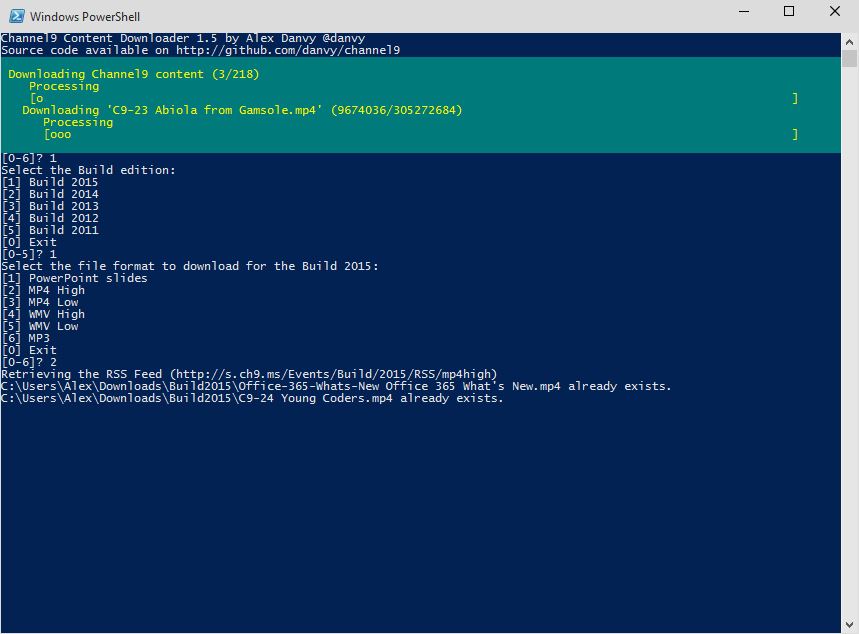 Windows PowerShell
Channel9 Content Downloader 1.5 by Alex Danvy @danvy
Source code available on http://github.com/danvy/channel9
Downloading Channel9 content (3/218)
Processing
[o ]
Downloading 'C9-23 Abiola from Gamsole.mp4' (9674036/305272684)
Processing
[ooo ]
[0-6]? 1
Select the Build edition:
[1] Build 2015
[2] Build 2014
[3] Build 2013
[4] Build 2012
[5] Build 2011
[0] Exit
[0-5]? 1
Select the file format to download for the Build 2015:
[1] PowerPoint slides
[2] MP4 High
[3] MP4 Low
[4] WMV High
[5] WMV Low
[6] MP3
[0] Exit
[0-6]? 2
Retrieving the RSS Feed (http://s.ch9.ms/Events/Build/2015/RSS/mp4high)
C:\Users\Alex\Downloads\Build2015\Office-365-Whats-New Office 365 What's New.mp4 already exists.
C:\Users\Alex\Downloads\Build2015\C9-24 Young Coders.mp4 already exists.